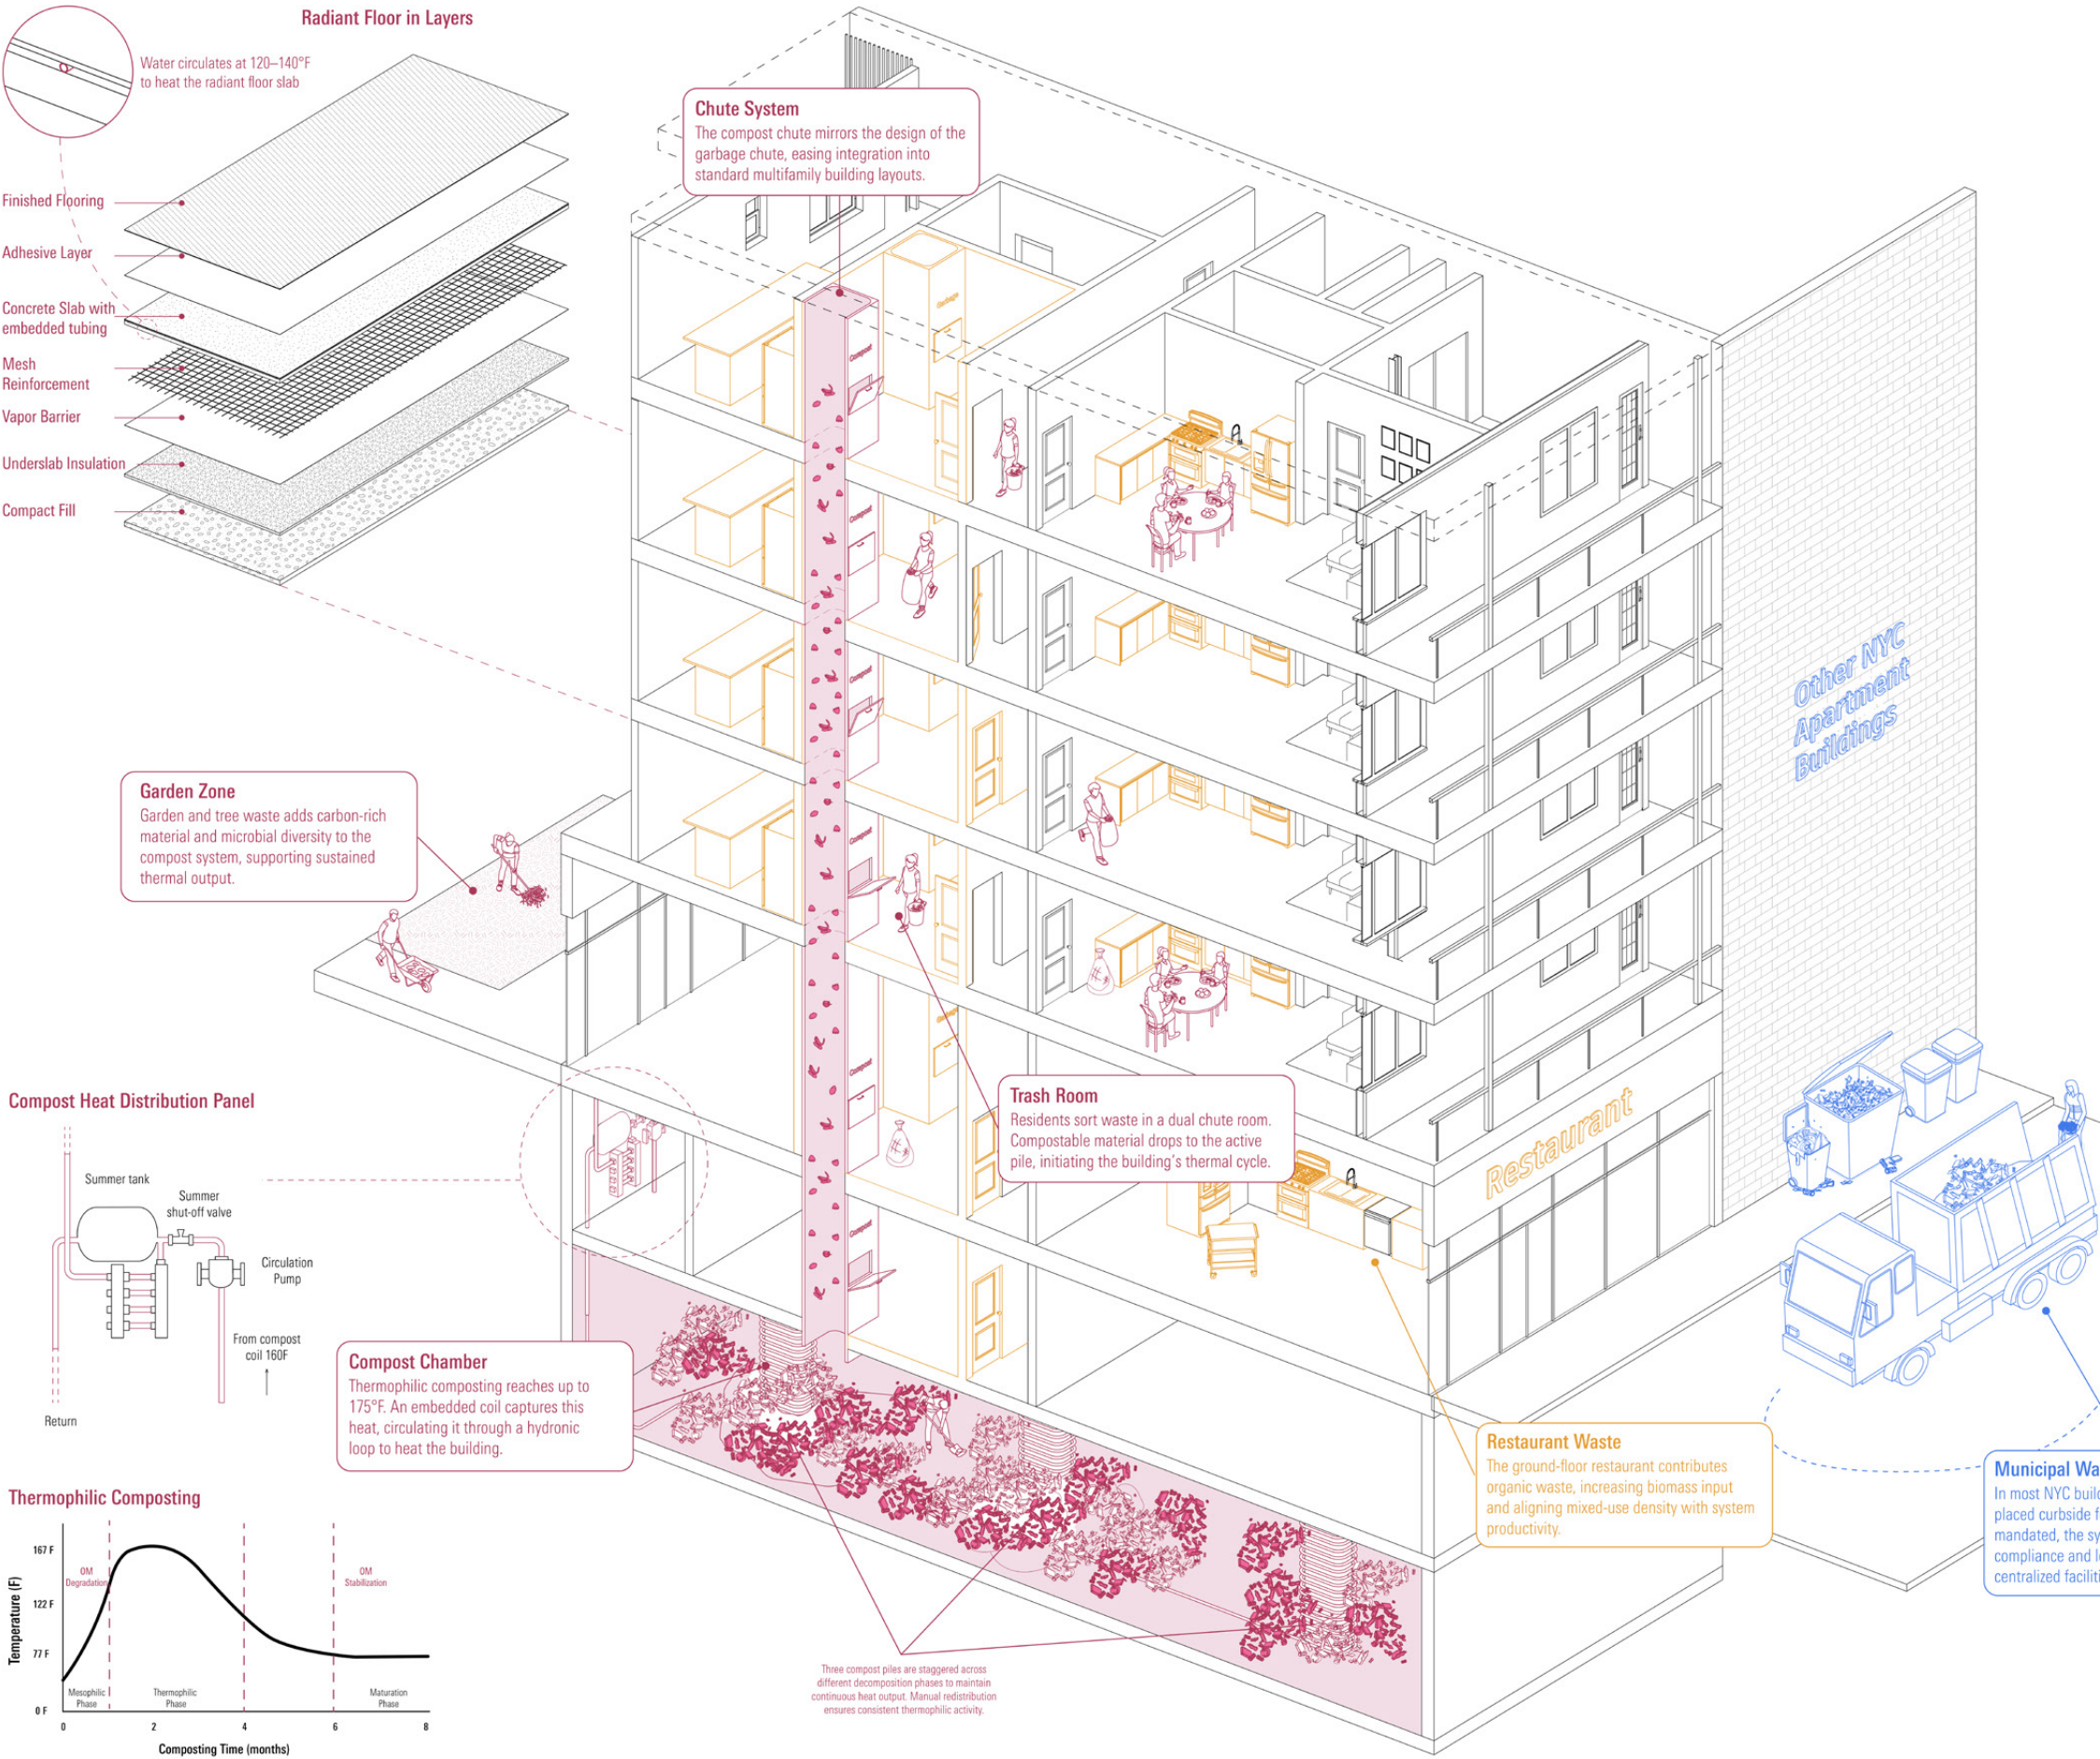 Radiant Floor in Layers
Water circulates at 120–140°F
to heat the radiant floor slab
Finished Flooring
Adhesive Layer
Concrete Slab with
embedded tubing
Mesh
Reinforcement
Vapor Barrier
Underslab Insulation
Compact Fill
Chute System
The compost chute mirrors the design of the
garbage chute, easing integration into
standard multifamily building layouts.
Garbage
Compost
Compost
Compost
Compost
Compost
Compost
Other NYC
Apartment
Buildings
Garden Zone
Garden and tree waste adds carbon-rich
material and microbial diversity to the
compost system, supporting sustained
thermal output.
Trash Room
Residents sort waste in a dual chute room.
Compostable material drops to the active
pile, initiating the building's thermal cycle.
Restaurant
Compost Heat Distribution Panel
Summer tank
Summer
shut-off valve
Circulation
Pump
From compost
coil 160F
Return
Compost Chamber
Thermophilic composting reaches up to
175°F. An embedded coil captures this
heat, circulating it through a hydronic
loop to heat the building.
Restaurant Waste
The ground-floor restaurant contributes
organic waste, increasing biomass input
and aligning mixed-use density with system
productivity.
Municipal Wa
In most NYC build
placed curbside f
mandated, the sy
compliance and l
centralized faciliti
Thermophilic Composting
Temperature (F)
167 F
122 F
77 F
0 F
OM
Degradation
OM
Stabilization
Mesophilic
Phase
Thermophilic
Phase
Maturation
Phase
0 2 4 6 8
Composting Time (months)
Three compost piles are staggered across
different decomposition phases to maintain
continuous heat output. Manual redistribution
ensures consistent thermophilic activity.